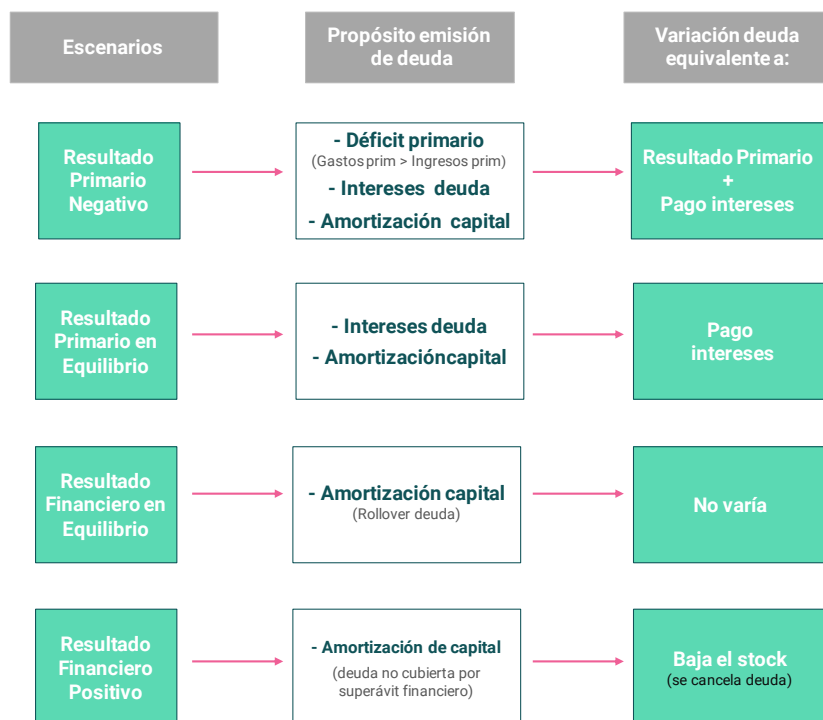 Escenarios
Propósito emisión
de deuda
Variación deuda
equivalente a:
Resultado
Primario
Negativo
- Déficit primario
(Gastos prim > Ingresos prim)
- Intereses deuda
- Amortización capital
Resultado Primario
+
Pago intereses
Resultado
Primario en
Equilibrio
- Intereses deuda
- Amortizacióncapital
Pago
intereses
Resultado
Financiero en
Equilibrio
- Amortización capital
(Rollover deuda)
No varía
Resultado
Financiero
Positivo
- Amortización de capital
(deuda no cubierta por
superávit financiero)
Baja el stock
(se cancela deuda)